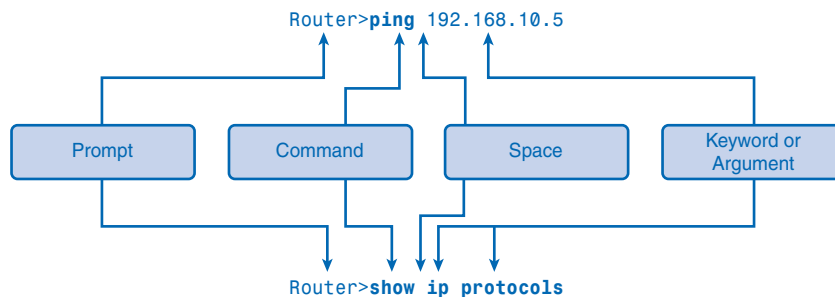 Router>ping 192.168.10.5
Prompt
Command
Space
Keyword or
Argument
Router>show ip protocols